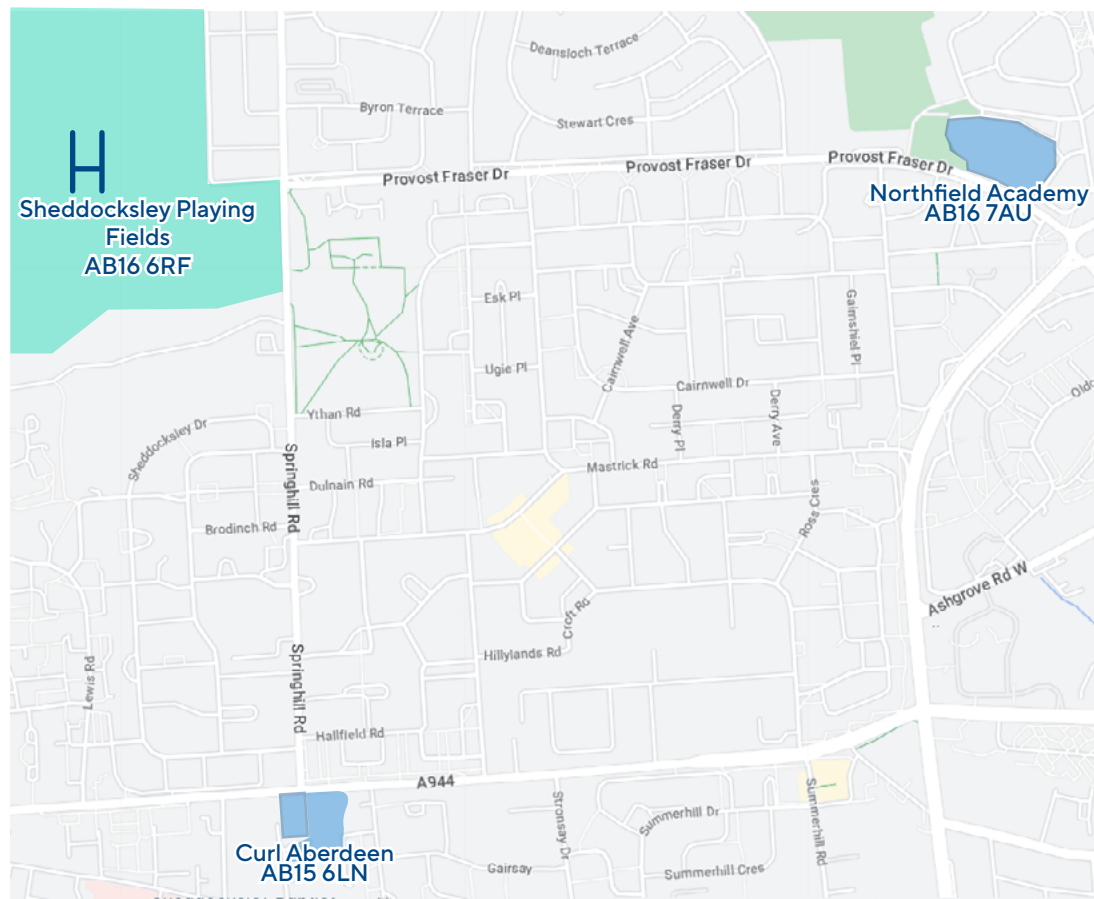 Deansloch Terrace
Byron Terrace
Stewart Cres
H
Provost Fraser Dr
Provost Fraser Dr
Provost Fraser Dr
Northfield Academy
AB16 7AU
Sheddocksley Playing
Fields
AB16 6RF
Esk Pl
Gairnshiel Pl
Cairnwell Ave
Ugie Pl
Cairnwell Dr
Ythan Rd
Derry Pl
Derry Ave
Sheddocksley Dr
Isla Pl
Springhill Rd
Mastrick Rd
Dulnain Rd
Ross Cres
Brodinch Rd
Ashgrove Rd W
Croft Rd
Hillylands Rd
Lewis Rd
Springhill Rd
Hallfield Rd
A944
Stronsay Dr
Summerhill Dr
Summerhill Rd
Curl Aberdeen
AB15 6LN
Gairsay
Summerhill Cres